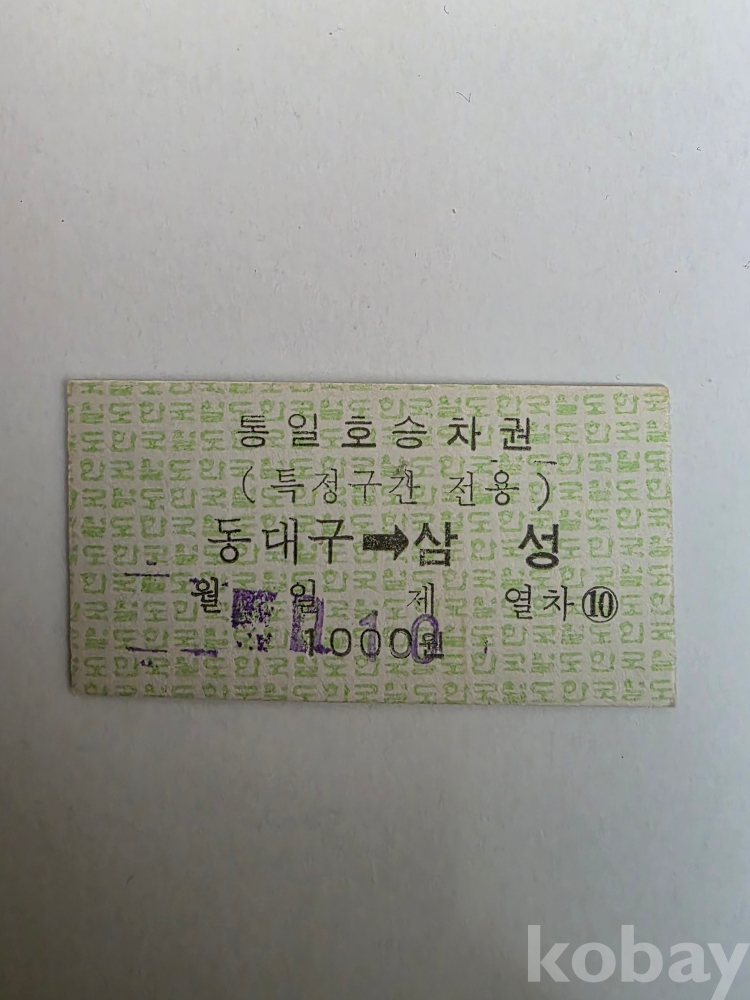 통일호승차권
(특정구간 전용)
동대구➡삼 성
월 일 제 열차⑩
1000원
kobay